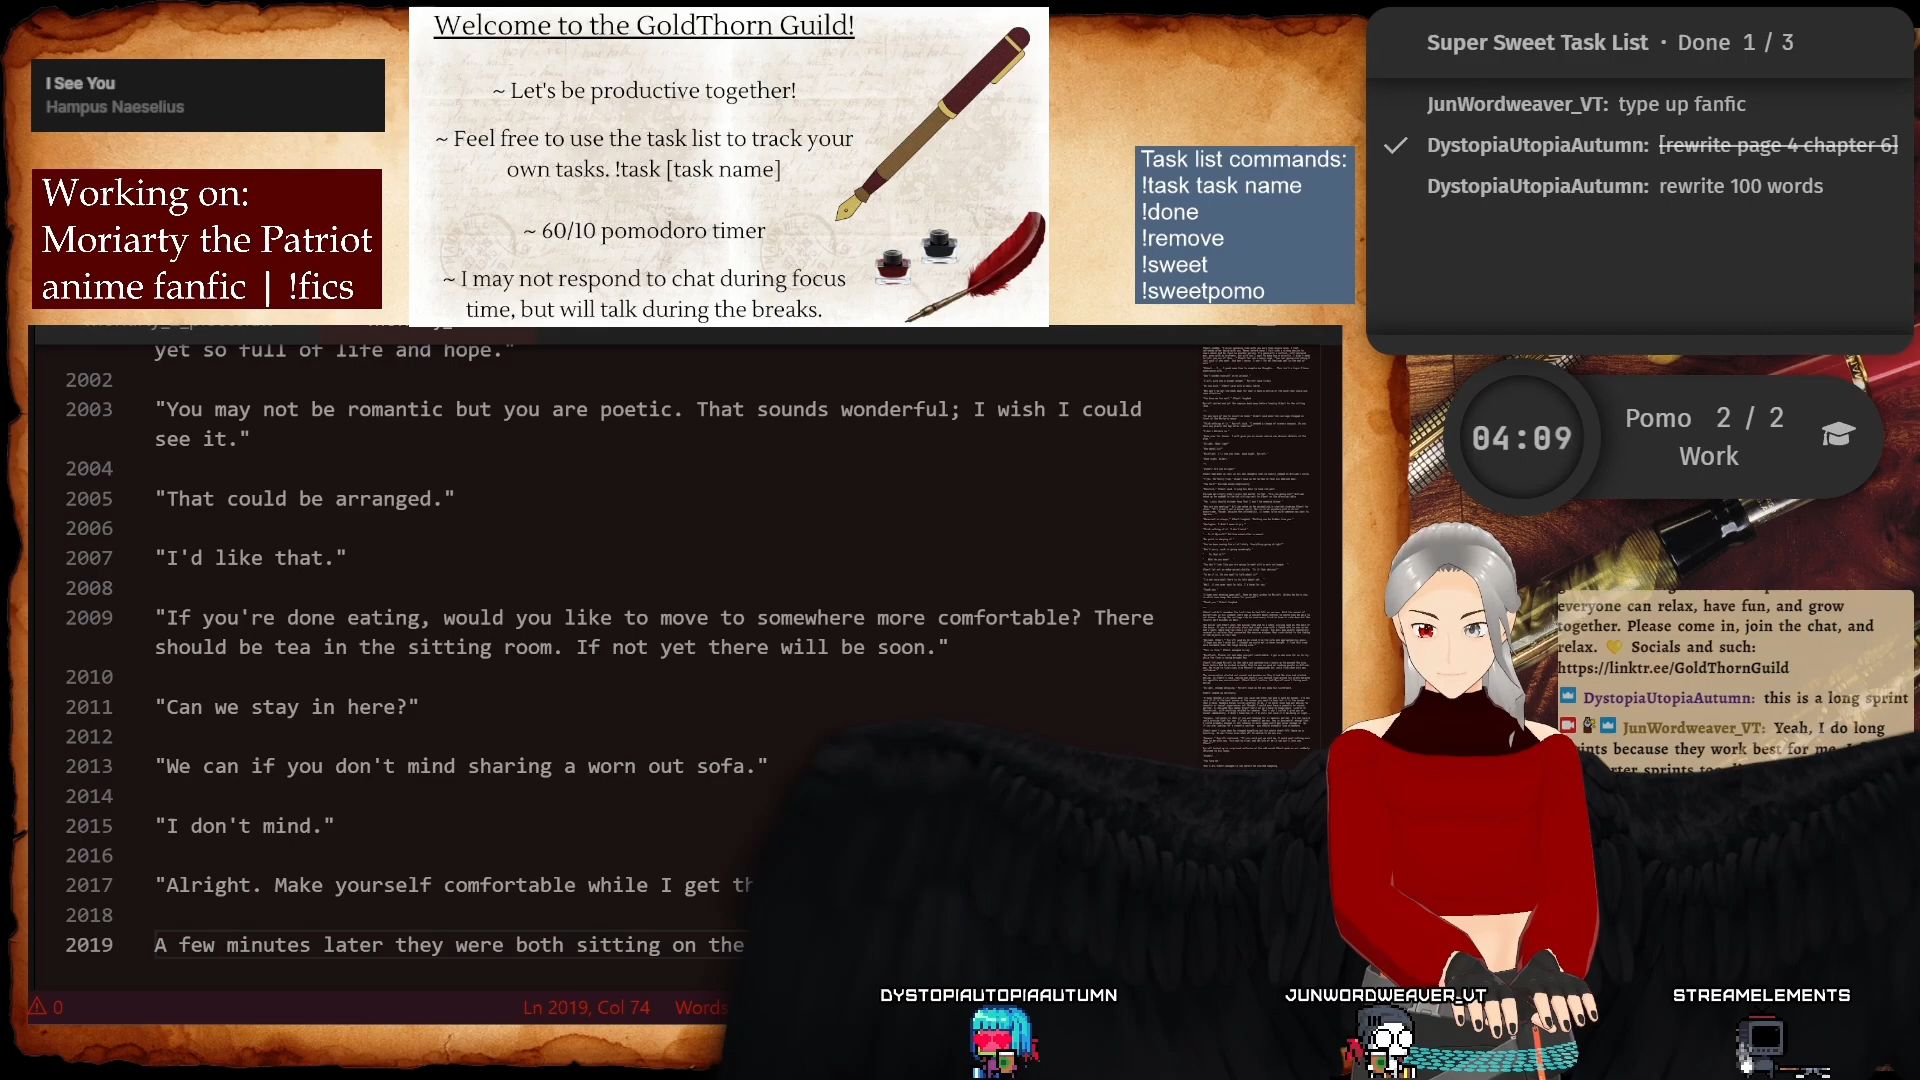 I See You
Hampus Naeselius
Working on:
Moriarty the Patriot
anime fanfic | !fics
Welcome to the GoldThorn Guild!
~ Let's be productive together!
~ Feel free to use the task list to track your
own tasks. !task [task name]
~ 60/10 pomodoro timer
~ I may not respond to chat during focus
time, but will talk during the breaks.
Task list commands:
!task task name
!done
!remove
!sweet
!sweetpomo
Super Sweet Task List • Done 1 / 3
JunWordweaver_VT: type up fanfic
DystopiaUtopiaAutumn: [rewrite page 4 chapter 6]
DystopiaUtopiaAutumn: rewrite 100 words
04:09
Pomo 2 / 2
Work
yet so full of life and hope."
2002
2003 "You may not be romantic but you are poetic. That sounds wonderful; I wish I could
see it."
2004
2005 "That could be arranged."
2006
2007 "I'd like that."
2008
2009 "If you're done eating, would you like to move to somewhere more comfortable? There
should be tea in the sitting room. If not yet there will be soon."
2010
2011 "Can we stay in here?"
2012
2013 "We can if you don't mind sharing a worn out sofa."
2014
2015 "I don't mind."
2016
2017 "Alright. Make yourself comfortable while I get
2018
2019 A few minutes later they were both sitting on the
0
Ln 2019, Col 74 Words
everyone can relax, have fun, and grow
together. Please come in, join the chat, and
relax. 💛 Socials and such:
https://linktr.ee/GoldThornGuild
DystopiaUtopiaAutumn: this is a long sprint
JunWordweaver_VT: Yeah, I do long
because they work best for me.
sprints
DYSTOPIAUTOPIAAUTUMN
JUNWORDWEAVER_VT
STREAMELEMENTS